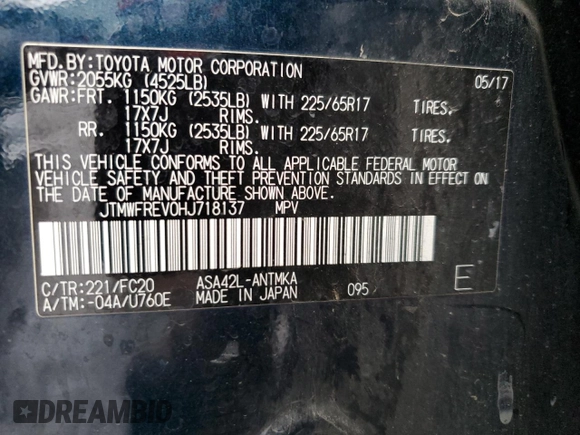 MFD.BY:TOYOTA MOTOR CORPORATION 05/17
GVWR:2055KG (4525LB)
GAWR:FRT. 1150KG (2535LB) WITH 225/65R17 TIRES.
17X7J RIMS.
RR. 1150KG (2535LB) WITH 225/65R17 TIRES.
17X7J RIMS.
THIS VEHICLE CONFORMS TO ALL APPLICABLE FEDERAL MOTOR
VEHICLE SAFETY AND THEFT PREVENTION STANDARDS IN EFFECT ON
THE DATE OF MANUFACTURE SHOWN ABOVE.
JTMWFREV0HJ718137 MPV
C/TR:221/FC20 ASA42L-ANTMKA
A/TM:-04A/U760E MADE IN JAPAN 095 E
DREAMBID